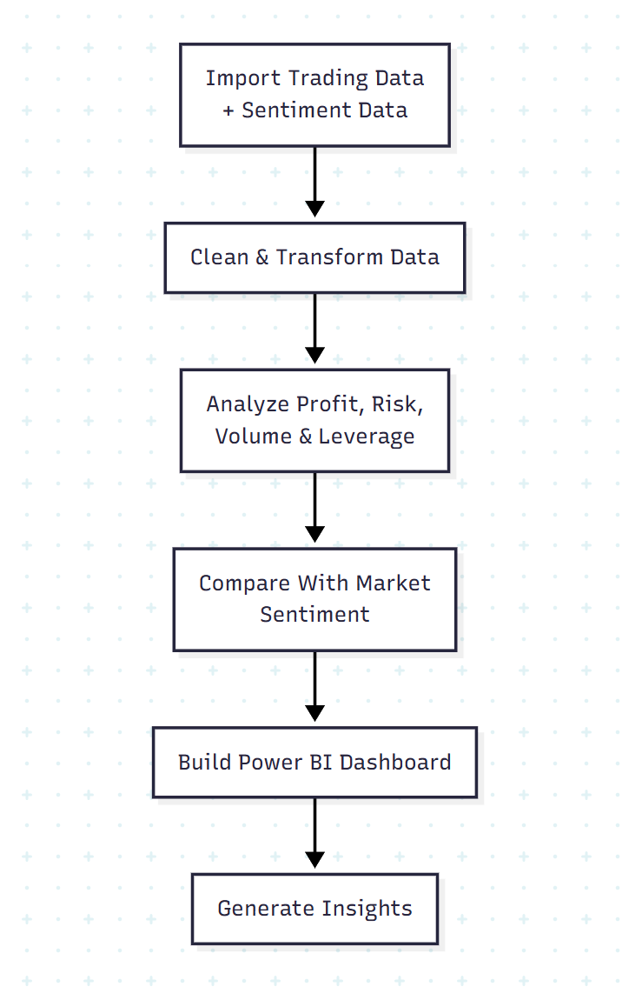 Import Trading Data
+ Sentiment Data
Clean & Transform Data
Analyze Profit, Risk,
Volume & Leverage
Compare With Market
Sentiment
Build Power BI Dashboard
Generate Insights